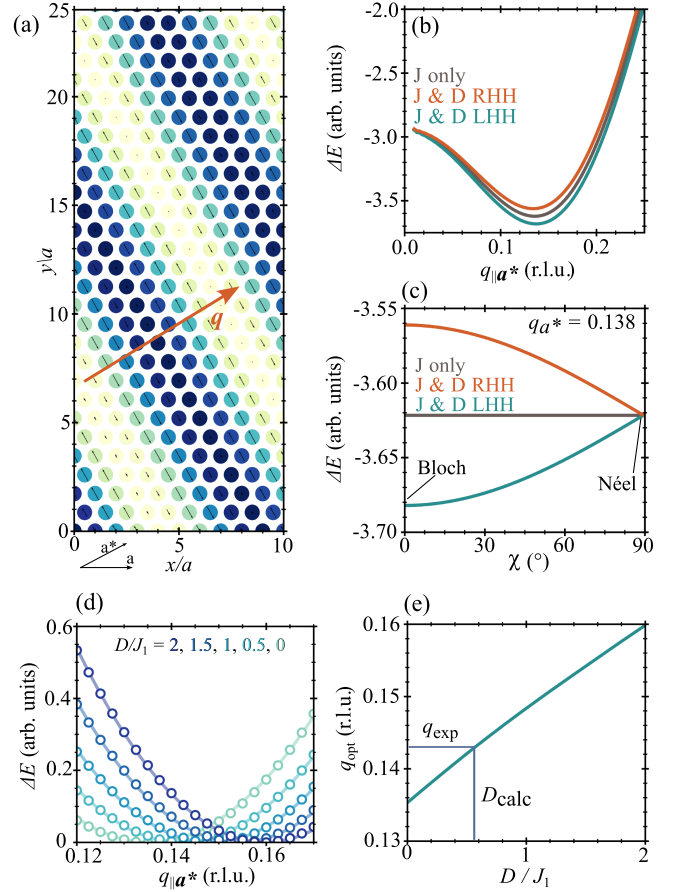 (a)
25
20
15
10
5
0
y\a
q
0
5
10
x/a
a*
a
(b)
-2.0
-2.5
-3.0
-3.5
ΔE (arb. units)
J only
J & D RHH
J & D LHH
0.0
0.1
0.2
q||a* (r.l.u.)
(c)
-3.55
-3.60
-3.65
-3.70
ΔE (arb. units)
qa* = 0.138
J only
J & D RHH
J & D LHH
Bloch
Néel
0
30
60
90
χ (°)
(d)
0.6
0.4
0.2
0
ΔE (arb. units)
D/J1 = 2, 1.5, 1, 0.5, 0
0.12
0.14
0.16
q||a* (r.l.u.)
(e)
0.16
0.15
0.14
0.13
qopt (r.l.u.)
qexp
Dcalc
0
1
2
D / J1